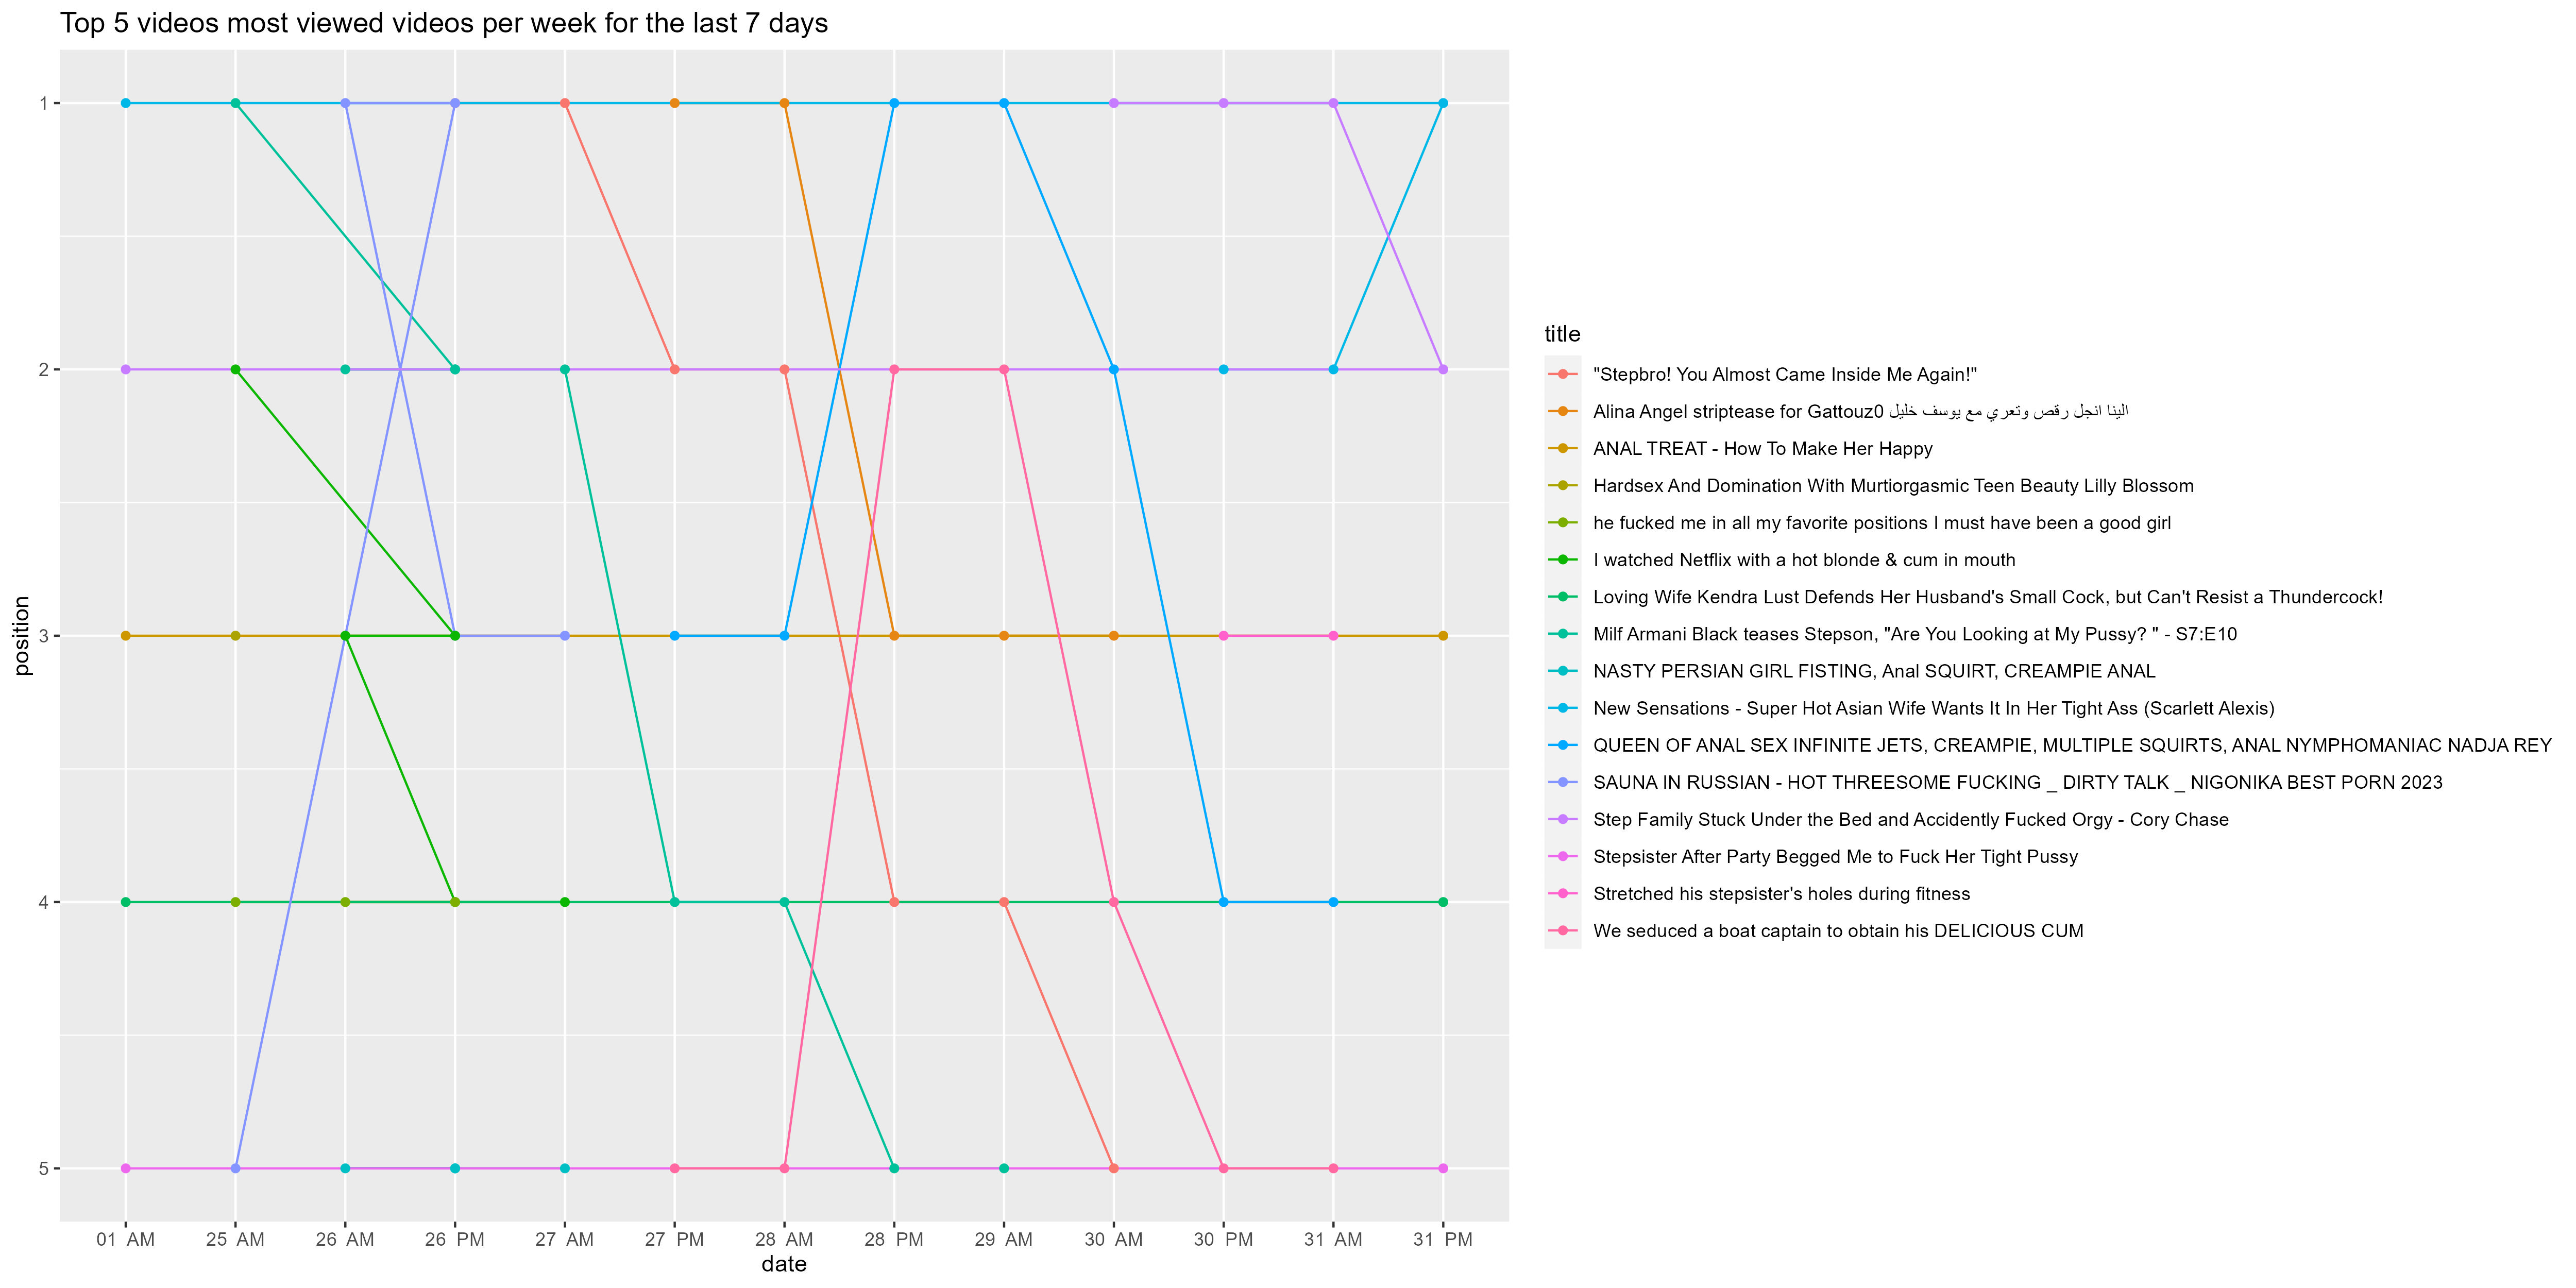 Top 5 videos most viewed videos per week for the last 7 days
position
1
2
3
4
5
01 AM 25 AM 26 AM 26 PM 27 AM 27 PM 28 AM 28 PM 29 AM 30 AM 30 PM 31 AM 31 PM
date
title
"Stepbro! You Almost Came Inside Me Again!"
Alina Angel striptease for Gattouz0 الينا انجل رقص وتعري مع يوسف خليل
ANAL TREAT - How To Make Her Happy
Hardsex And Domination With Murtiorgasmic Teen Beauty Lilly Blossom
he fucked me in all my favorite positions I must have been a good girl
I watched Netflix with a hot blonde & cum in mouth
Loving Wife Kendra Lust Defends Her Husband's Small Cock, but Can't Resist a Thundercock!
Milf Armani Black teases Stepson, "Are You Looking at My Pussy? " - S7:E10
NASTY PERSIAN GIRL FISTING, Anal SQUIRT, CREAMPIE ANAL
New Sensations - Super Hot Asian Wife Wants It In Her Tight Ass (Scarlett Alexis)
QUEEN OF ANAL SEX INFINITE JETS, CREAMPIE, MULTIPLE SQUIRTS, ANAL NYMPHOMANIAC NADJA REY
SAUNA IN RUSSIAN - HOT THREESOME FUCKING _ DIRTY TALK _ NIGONIKA BEST PORN 2023
Step Family Stuck Under the Bed and Accidently Fucked Orgy - Cory Chase
Stepsister After Party Begged Me to Fuck Her Tight Pussy
Stretched his stepsister's holes during fitness
We seduced a boat captain to obtain his DELICIOUS CUM